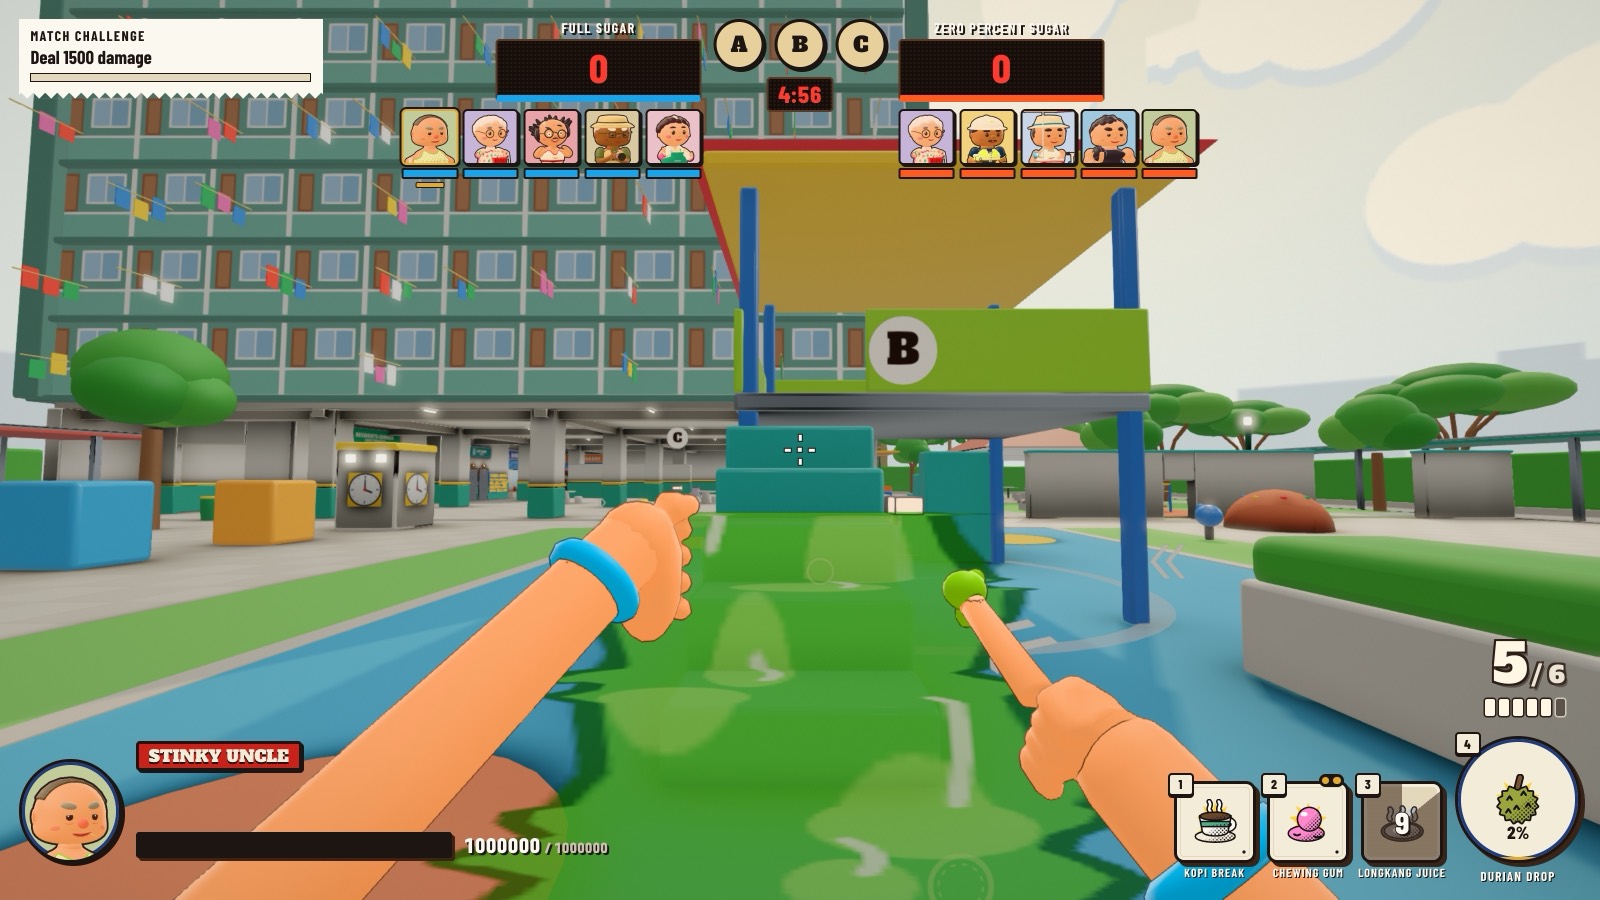 MATCH CHALLENGE
Deal 1500 damage
FULL SUGAR
0
A
B
C
4:56
ZERO PERCENT SUGAR
0
B
C
STINKY UNCLE
1000000 / 1000000
5/6
1
KOPI BREAK
2
CHEWING GUM
3
9
LONGKANG JUICE
4
2%
DURIAN DROP